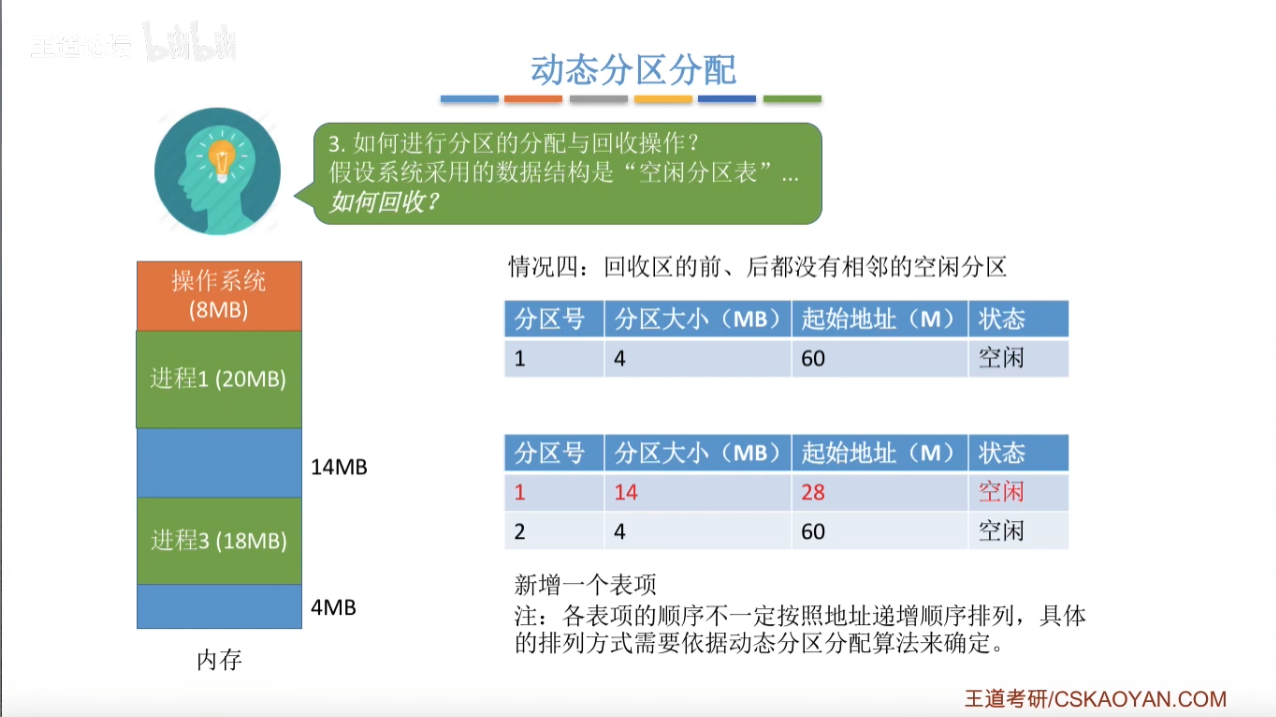 王道论坛 bilibili
动态分区分配
3. 如何进行分区的分配与回收操作？
假设系统采用的数据结构是“空闲分区表”...
如何回收？
操作系统
(8MB)
进程1 (20MB)
14MB
进程3 (18MB)
4MB
内存
情况四：回收区的前、后都没有相邻的空闲分区
分区号 分区大小（MB） 起始地址（M） 状态
1 4 60 空闲
分区号 分区大小（MB） 起始地址（M） 状态
1 14 28 空闲
2 4 60 空闲
新增一个表项
注：各表项的顺序不一定按照地址递增顺序排列，具体
的排列方式需要依据动态分区分配算法来确定。
王道考研/CSKAOYAN.COM